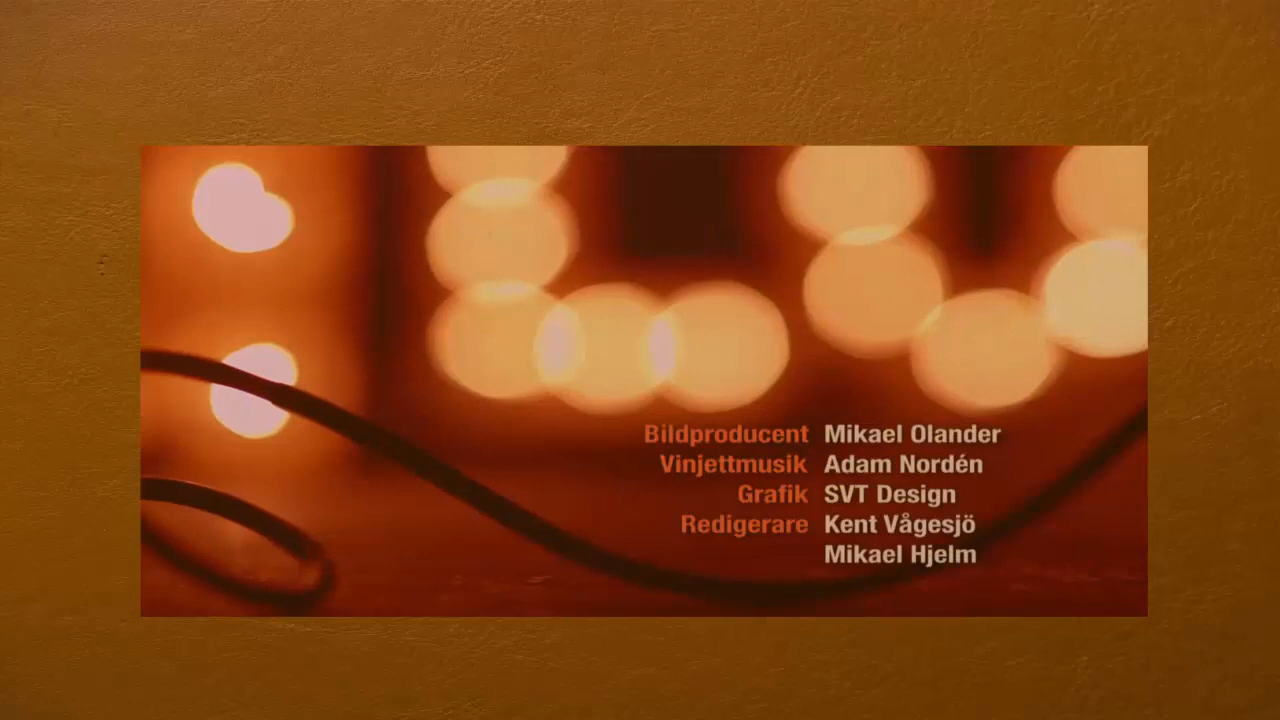 Bildproducent Mikael Olander
Vinjettmusik Adam Nordén
Grafik SVT Design
Redigerare Kent Vågesjö
Mikael Hjelm